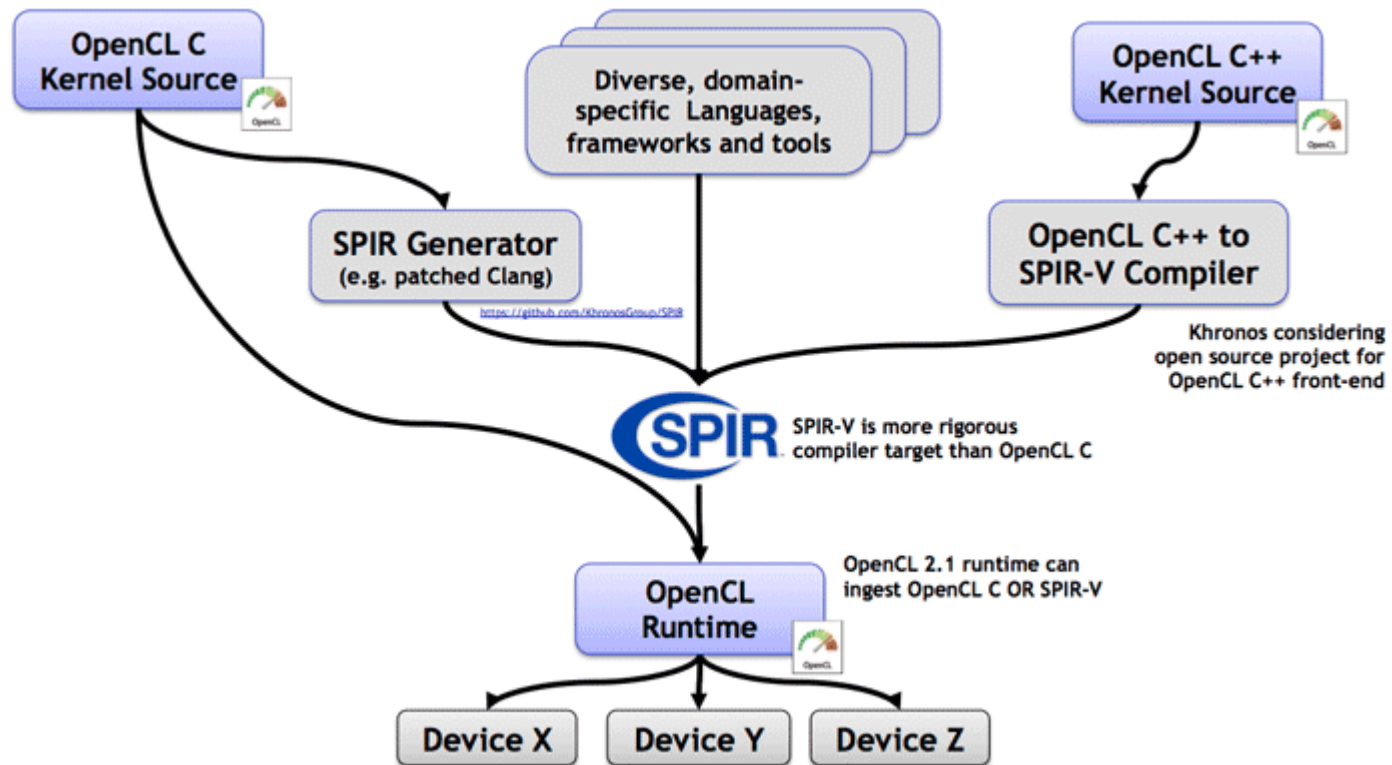 OpenCL C
Kernel Source
OpenCL
Diverse, domain-
specific Languages,
frameworks and tools
OpenCL C++
Kernel Source
OpenCL
SPIR Generator
(e.g. patched Clang)
https://github.com/KhronosGroup/SPIR
OpenCL C++ to
SPIR-V Compiler
Khronos considering
open source project for
OpenCL C++ front-end
SPIR
SPIR-V is more rigorous
compiler target than OpenCL C
OpenCL
Runtime
OpenCL
OpenCL 2.1 runtime can
ingest OpenCL C OR SPIR-V
Device X
Device Y
Device Z